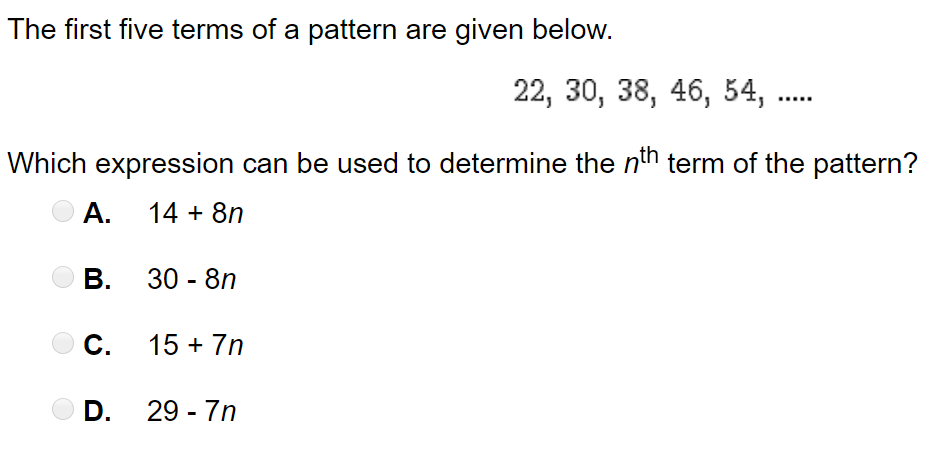 The first five terms of a pattern are given below.
22, 30, 38, 46, 54, .....
Which expression can be used to determine the nth term of the pattern?
A. 14 + 8n
B. 30 - 8n
C. 15 + 7n
D. 29 - 7n